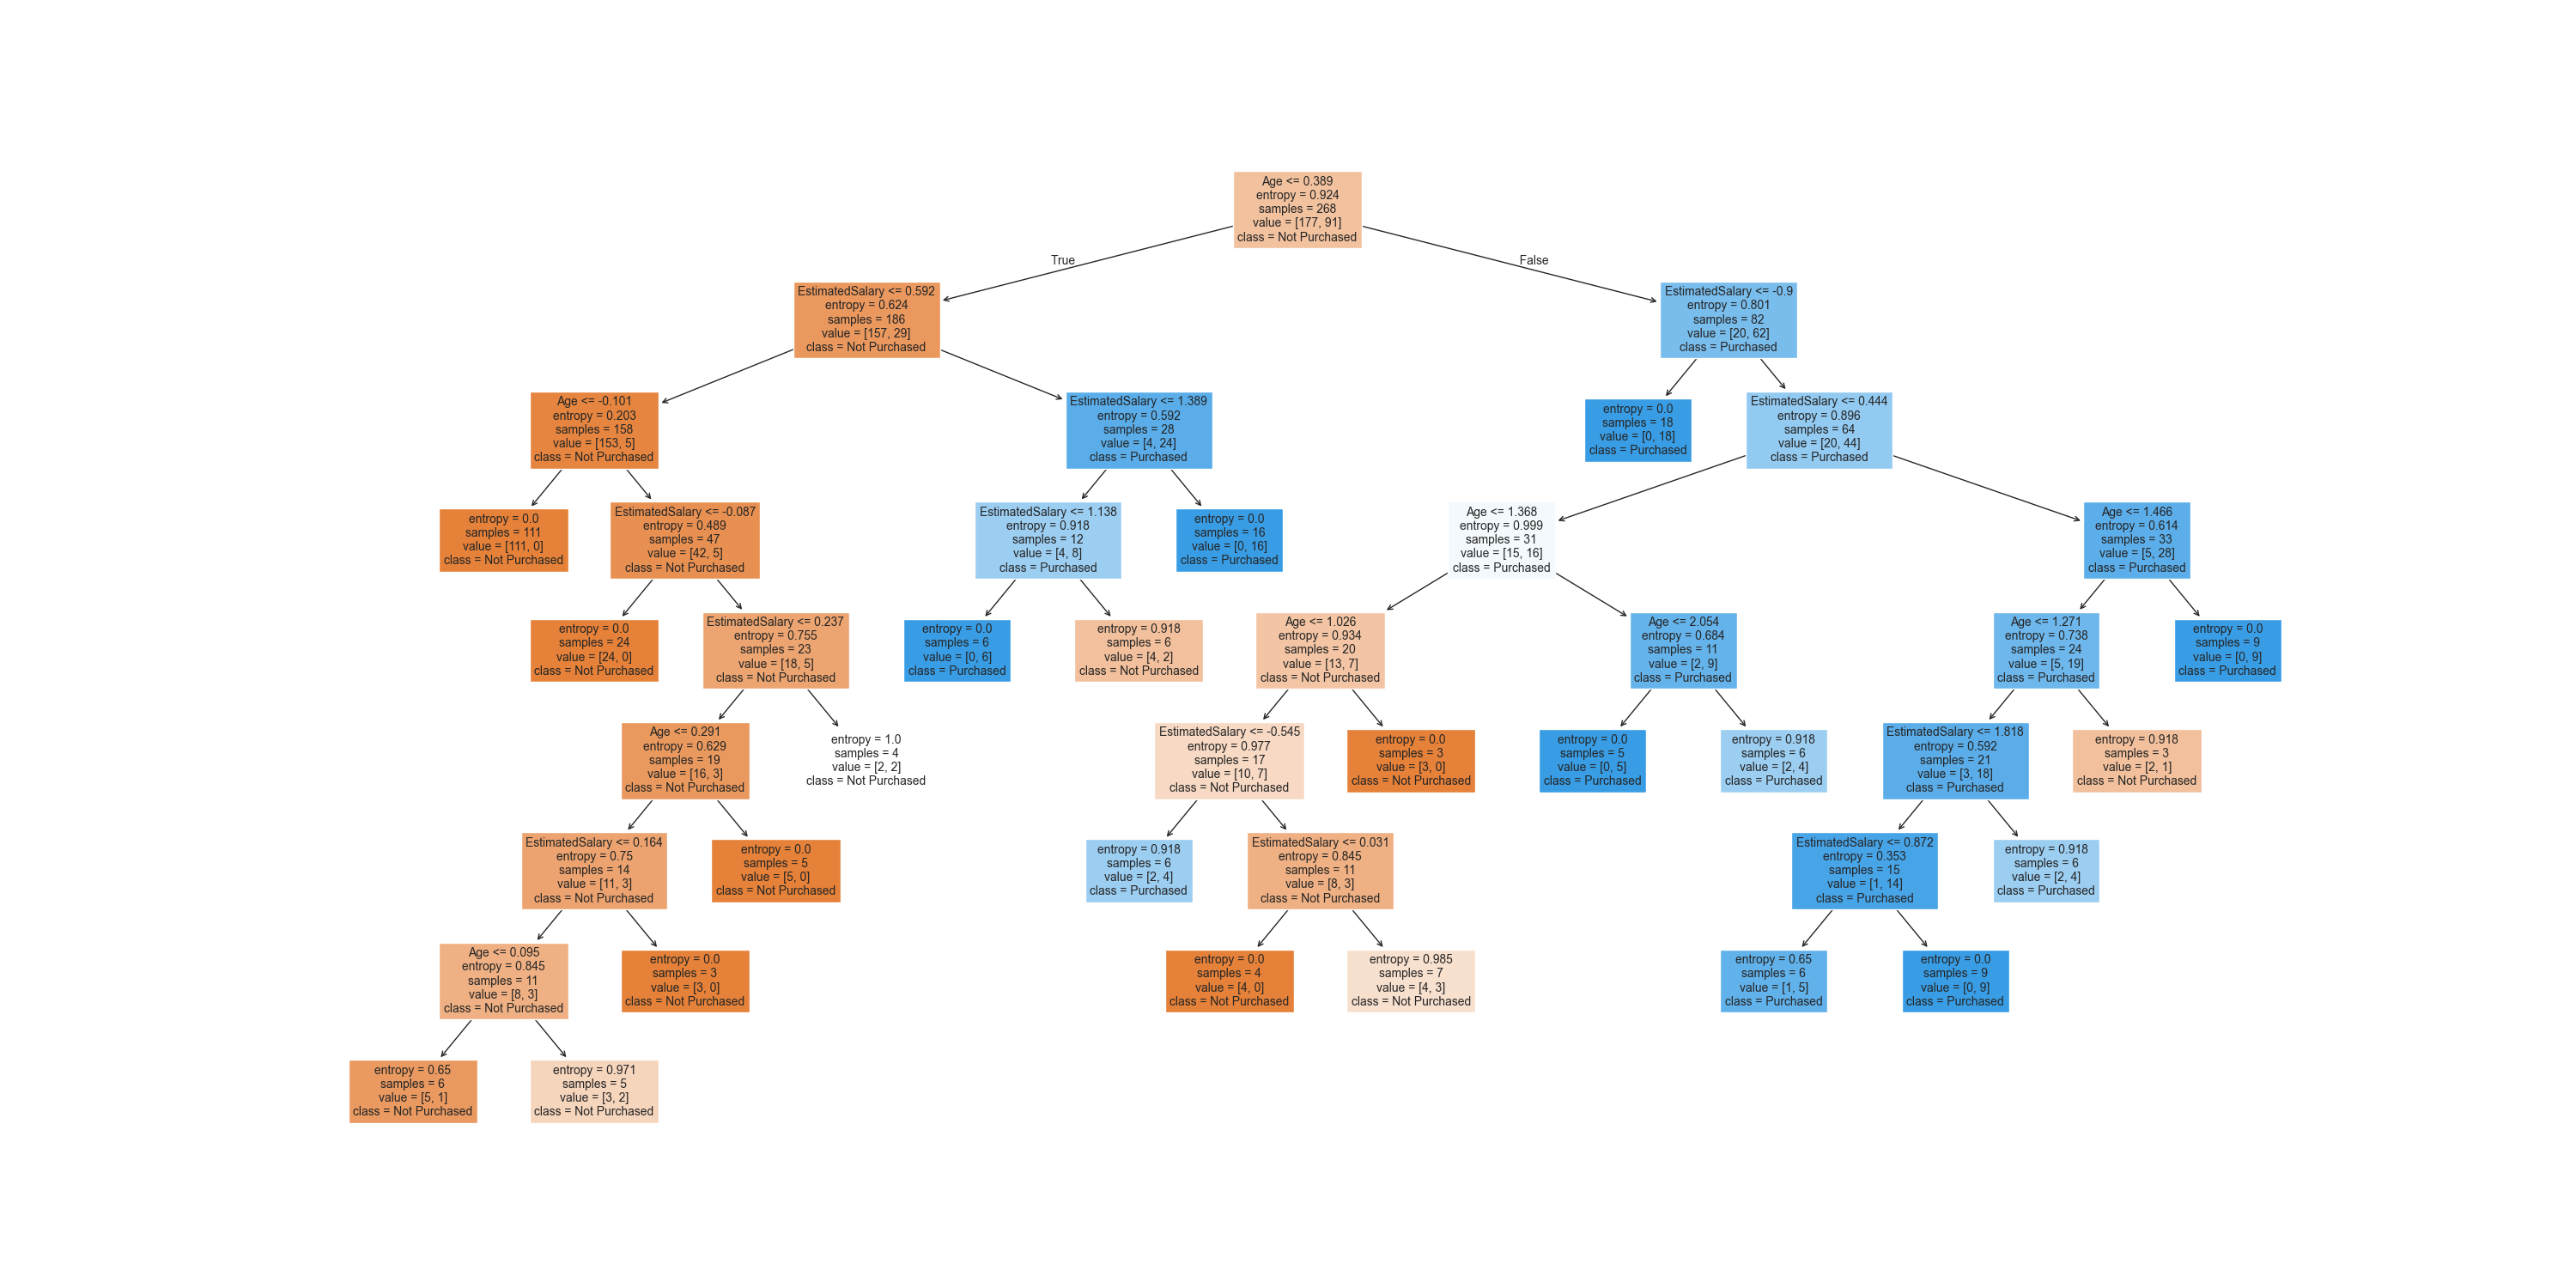 Age <= 0.389
entropy = 0.924
samples = 268
value = [177, 91]
class = Not Purchased
True
False
EstimatedSalary <= 0.592
entropy = 0.624
samples = 186
value = [157, 29]
class = Not Purchased
EstimatedSalary <= -0.9
entropy = 0.801
samples = 82
value = [20, 62]
class = Purchased
Age <= -0.101
entropy = 0.203
samples = 158
value = [153, 5]
class = Not Purchased
EstimatedSalary <= 1.389
entropy = 0.592
samples = 28
value = [4, 24]
class = Purchased
entropy = 0.0
samples = 18
value = [0, 18]
class = Purchased
EstimatedSalary <= 0.444
entropy = 0.896
samples = 64
value = [20, 44]
class = Purchased
entropy = 0.0
samples = 111
value = [111, 0]
class = Not Purchased
EstimatedSalary <= -0.087
entropy = 0.489
samples = 47
value = [42, 5]
class = Not Purchased
EstimatedSalary <= 1.138
entropy = 0.918
samples = 12
value = [4, 8]
class = Purchased
entropy = 0.0
samples = 16
value = [0, 16]
class = Purchased
Age <= 1.368
entropy = 0.999
samples = 31
value = [15, 16]
class = Purchased
Age <= 1.466
entropy = 0.614
samples = 33
value = [5, 28]
class = Purchased
entropy = 0.0
samples = 24
value = [24, 0]
class = Not Purchased
EstimatedSalary <= 0.237
entropy = 0.755
samples = 23
value = [18, 5]
class = Not Purchased
entropy = 0.0
samples = 6
value = [0, 6]
class = Purchased
entropy = 0.918
samples = 6
value = [4, 2]
class = Not Purchased
Age <= 1.026
entropy = 0.934
samples = 20
value = [13, 7]
class = Not Purchased
Age <= 2.054
entropy = 0.684
samples = 11
value = [2, 9]
class = Purchased
Age <= 1.271
entropy = 0.738
samples = 24
value = [5, 19]
class = Purchased
entropy = 0.0
samples = 9
value = [0, 9]
class = Purchased
Age <= 0.291
entropy = 0.629
samples = 19
value = [16, 3]
class = Not Purchased
entropy = 1.0
samples = 4
value = [2, 2]
class = Not Purchased
EstimatedSalary <= -0.545
entropy = 0.977
samples = 17
value = [10, 7]
class = Not Purchased
entropy = 0.0
samples = 3
value = [3, 0]
class = Not Purchased
entropy = 0.0
samples = 5
value = [0, 5]
class = Purchased
entropy = 0.918
samples = 6
value = [2, 4]
class = Purchased
EstimatedSalary <= 1.818
entropy = 0.592
samples = 21
value = [3, 18]
class = Purchased
entropy = 0.918
samples = 3
value = [2, 1]
class = Not Purchased
EstimatedSalary <= 0.164
entropy = 0.75
samples = 14
value = [11, 3]
class = Not Purchased
entropy = 0.0
samples = 5
value = [5, 0]
class = Not Purchased
entropy = 0.918
samples = 6
value = [2, 4]
class = Purchased
EstimatedSalary <= 0.031
entropy = 0.845
samples = 11
value = [8, 3]
class = Not Purchased
EstimatedSalary <= 0.872
entropy = 0.353
samples = 15
value = [1, 14]
class = Purchased
entropy = 0.918
samples = 6
value = [2, 4]
class = Purchased
Age <= 0.095
entropy = 0.845
samples = 11
value = [8, 3]
class = Not Purchased
entropy = 0.0
samples = 3
value = [3, 0]
class = Not Purchased
entropy = 0.0
samples = 4
value = [4, 0]
class = Not Purchased
entropy = 0.985
samples = 7
value = [4, 3]
class = Not Purchased
entropy = 0.65
samples = 6
value = [1, 5]
class = Purchased
entropy = 0.0
samples = 9
value = [0, 9]
class = Purchased
entropy = 0.65
samples = 6
value = [5, 1]
class = Not Purchased
entropy = 0.971
samples = 5
value = [3, 2]
class = Not Purchased